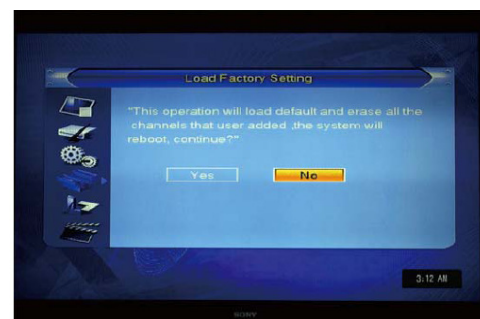 Load Factory Setting
"This operation will load default and erase all the
channels that user added ,the system will
reboot, continue?"
Yes
No
3:12 AM
SONY